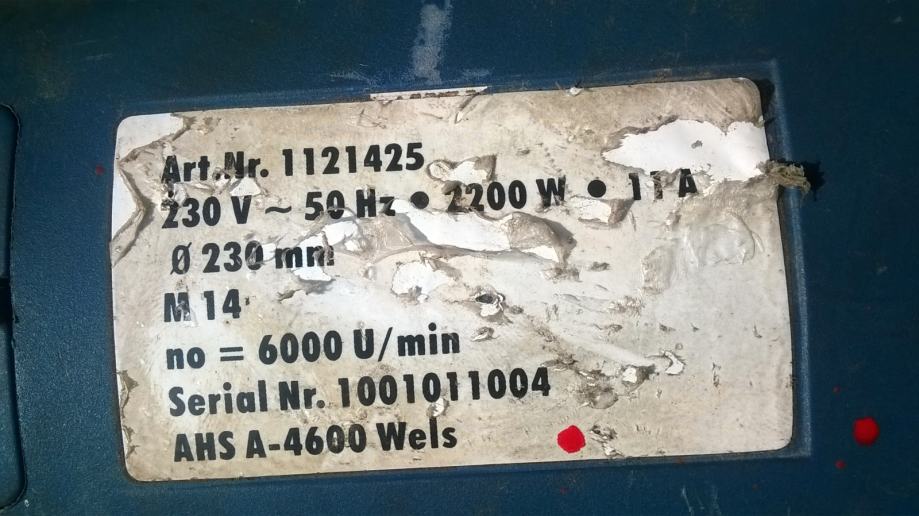 Art.Nr. 1121425
230 V ~ 50 Hz • 2200 W • 11 A
Ø 230 mm
M 14
no = 6000 U/min
Serial Nr. 1001011004
AHS A-4600 Wels